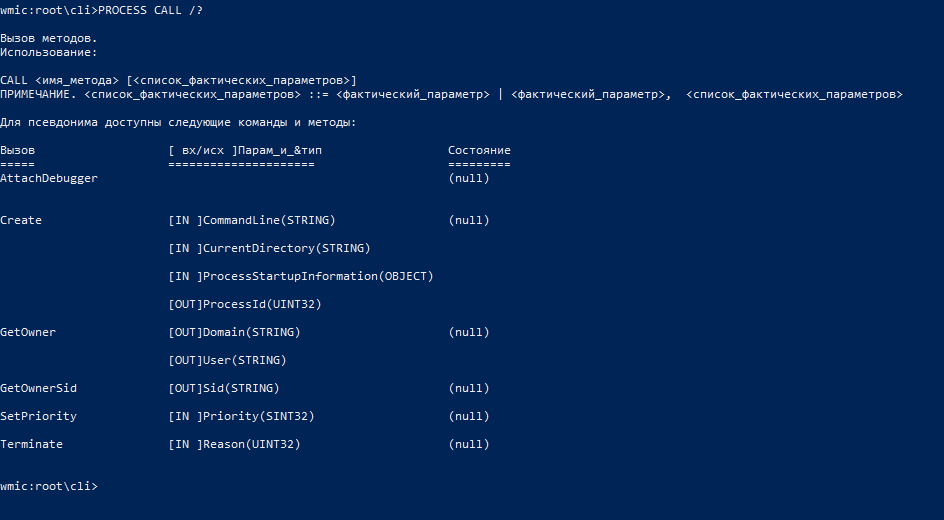 wmic:root\cli>PROCESS CALL /?
Вызов методов.
Использование:
CALL <имя_метода> [<список_фактических_параметров>]
ПРИМЕЧАНИЕ. <список_фактических_параметров> ::= <фактический_параметр> | <фактический_параметр>,  <список_фактических_параметров>
Для псевдонима доступны следующие команды и методы:
Вызов [ вх/исх ]Парам_и_&тип Состояние
===== ===================== =========
AttachDebugger (null)
Create [IN ]CommandLine(STRING) (null)
[IN ]CurrentDirectory(STRING)
[IN ]ProcessStartupInformation(OBJECT)
[OUT]ProcessId(UINT32)
GetOwner [OUT]Domain(STRING) (null)
[OUT]User(STRING)
GetOwnerSid [OUT]Sid(STRING) (null)
SetPriority [IN ]Priority(SINT32) (null)
Terminate [IN ]Reason(UINT32) (null)
wmic:root\cli>